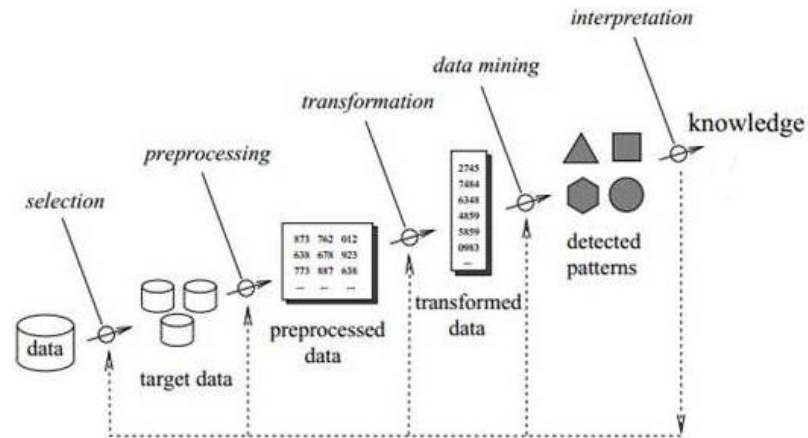 interpretation
data mining
transformation
knowledge
preprocessing
2745
7484
6348
4859
5859
0983
...
selection
873 762 012
638 678 923
773 887 638
... ... ...
detected
patterns
transformed
data
preprocessed
data
data
target data